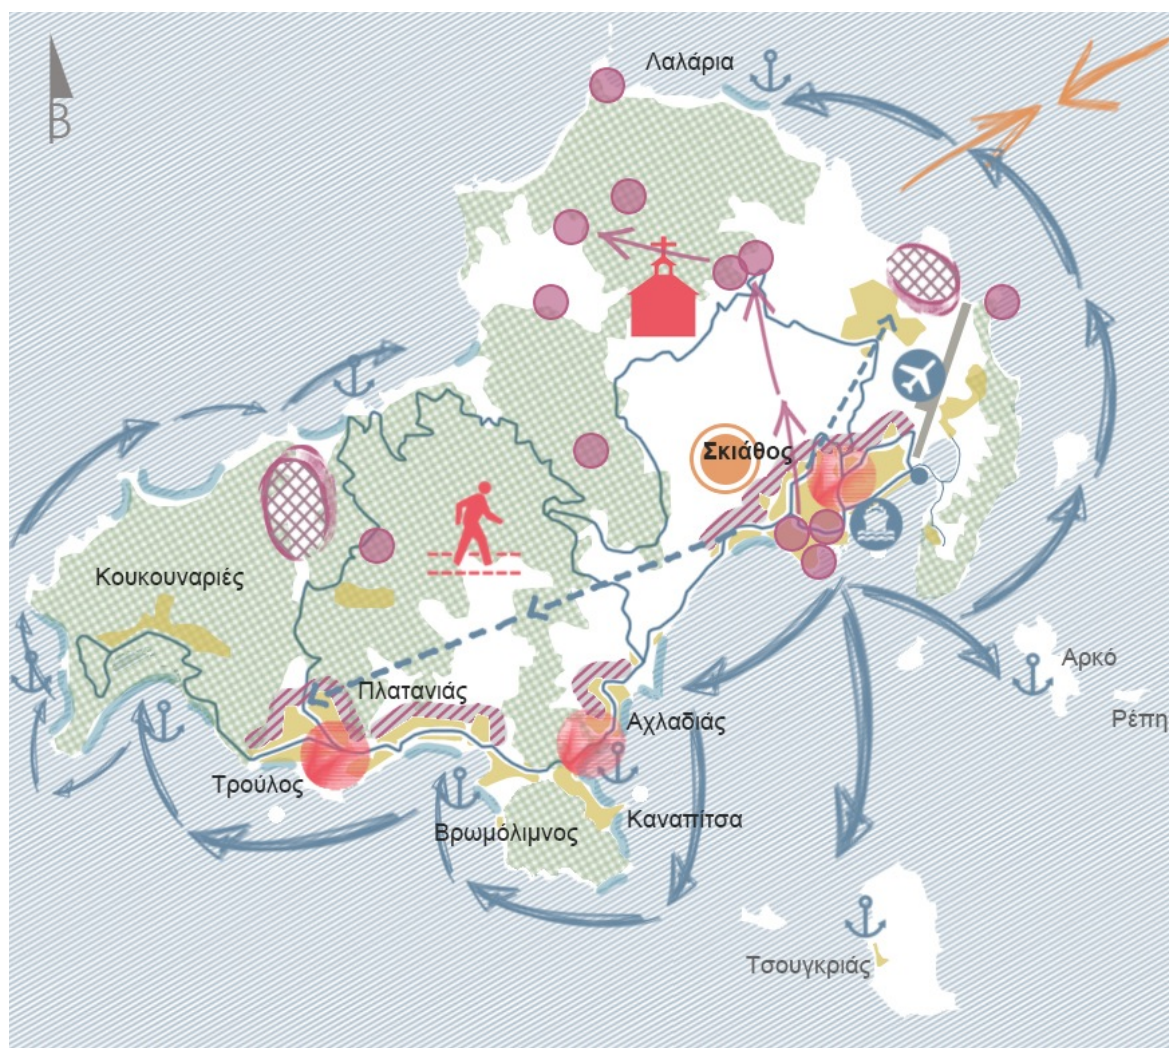 Λαλάρια
Β
Σκιάθος
Κουκουναριές
Πλατανιάς
Αρκό
Αχλαδιάς
Ρέπη
Τρούλος
Βρωμόλιμνος
Καναπίτσα
Τσουγκριάς